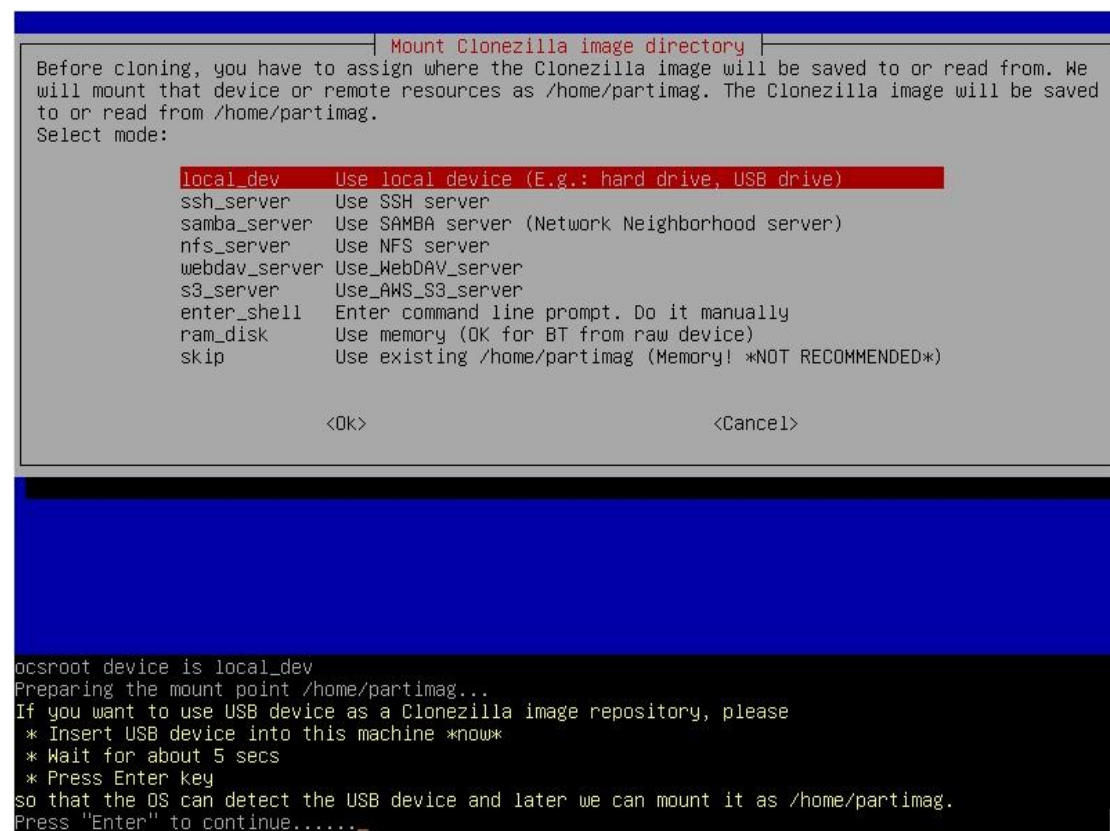 Mount Clonezilla image directory
Before cloning, you have to assign where the Clonezilla image will be saved to or read from. We
will mount that device or remote resources as /home/partimag. The Clonezilla image will be saved
to or read from /home/partimag.
Select mode:
local_dev Use local device (E.g.: hard drive, USB drive)
ssh_server Use SSH server
samba_server Use SAMBA server (Network Neighborhood server)
nfs_server Use NFS server
webdav_server Use_WebDAV_server
s3_server Use_AWS_S3_server
enter_shell Enter command line prompt. Do it manually
ram_disk Use memory (OK for BT from raw device)
skip Use existing /home/partimag (Memory! *NOT RECOMMENDED*)
<Ok> <Cancel>
ocsroot device is local_dev
Preparing the mount point /home/partimag...
If you want to use USB device as a Clonezilla image repository, please
* Insert USB device into this machine *now*
* Wait for about 5 secs
* Press Enter key
so that the OS can detect the USB device and later we can mount it as /home/partimag.
Press "Enter" to continue......_